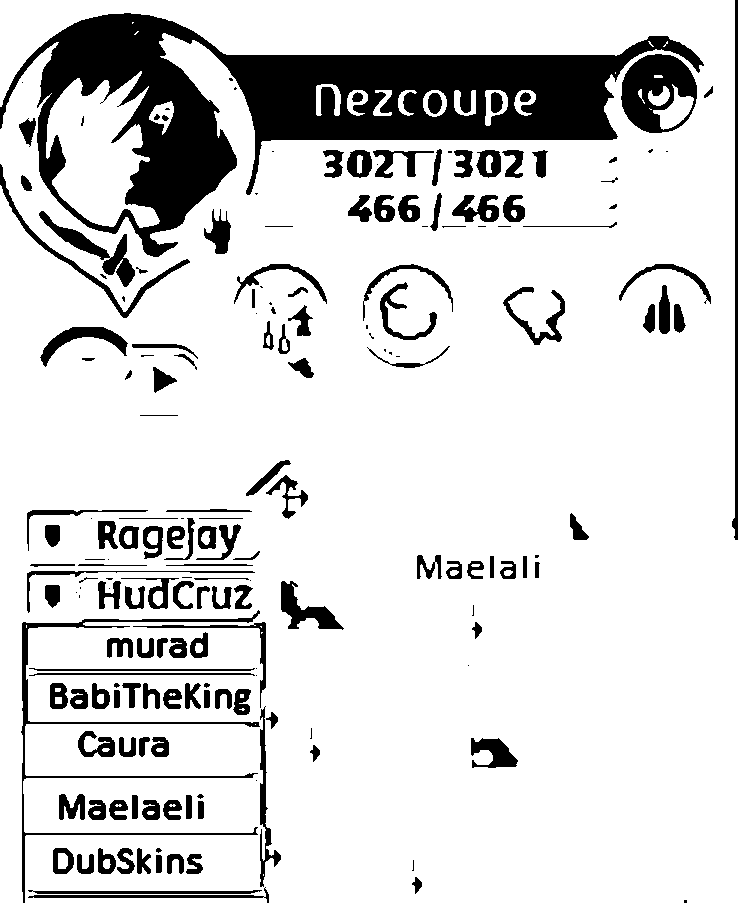 Nezcoupe
3021 / 3021
466 / 466
RageJay
Maelali
HudCruz
murad
BabiTheKing
Caura
Maelaeli
DubSkins